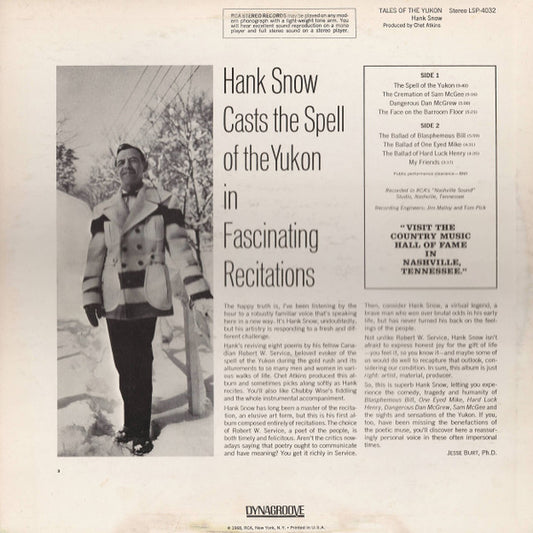 RCA STEREO RECORDS may be played on any mod-
ern phonograph with a light-weight tone arm. You
will hear excellent sound reproduction on a mono
player and full stereo sound on a stereo player.
TALES OF THE YUKON Stereo LSP-4032
Hank Snow
Produced by Chet Atkins
Hank Snow
Casts the Spell
of the Yukon
in
Fascinating
Recitations
SIDE 1
The Spell of the Yukon
The Cremation of Sam McGee
Dangerous Dan McGrew
The Face on the Barroom Floor
SIDE 2
The Ballad of Blasphemous Bill
The Ballad of One Eyed Mike
The Ballad of Hard Luck Henry
My Friends
Public performance clearance—BMI
Recorded in RCA's "Nashville Sound"
Studio, Nashville, Tennessee
Recording Engineers: Jim Malloy and Tom Pick
"VISIT THE
COUNTRY MUSIC
HALL OF FAME
IN
NASHVILLE,
TENNESSEE."
The happy truth is, I've been listening by the
hour to a robustly familiar voice that's speaking
here in a new way. It's Hank Snow, undoubtedly,
but his artistry is responding to a fresh and dif-
ferent challenge.
Hank's reviving eight poems by his fellow Cana-
dian Robert W. Service, beloved evoker of the
spirit of the Yukon during the gold rush and its
allurements to so many men and women in var-
ious walks of life. Chet Atkins produced this al-
bum and sometimes picks along softly as Hank
recites. You'll also like Chubby Wise's fiddling
and the whole instrumental accompaniment.
Hank Snow has long been a master of the recita-
tion, an elusive art form, but this is his first al-
bum composed entirely of recitations. The choice
of Robert W. Service, a poet of the people, is
both timely and felicitous. Aren't the critics now-
adays saying that poetry ought to communicate
and have meaning? You get it richly in Service.
Then, consider Hank Snow, a virtual legend, a
brave man who won over brutal odds in his early
life, but has never turned his back on the feel-
ings of the people.
Not unlike Robert W. Service, Hank Snow isn't
afraid to express honest joy for the gift of life
—you feel it, so you know it—and maybe some of
us would do well to recapture that outlook, con-
sidering our condition. In sum, this album is just
right: artist, material, producer.
So, this is superb Hank Snow, letting you expe-
rience the comedy, tragedy and humanity of
Blasphemous Bill, One Eyed Mike, Hard Luck
Henry, Dangerous Dan McGrew, Sam McGee and
the sights and sensations of the Yukon. If you,
too, have been missing the benefactions of
the poetic muse, you'll discover here a reassur-
ingly personal voice in these often impersonal
times.
JESSE BURT, Ph.D.
DYNAGROOVE
© 1968, RCA, New York, N.Y. • Printed in U.S.A.